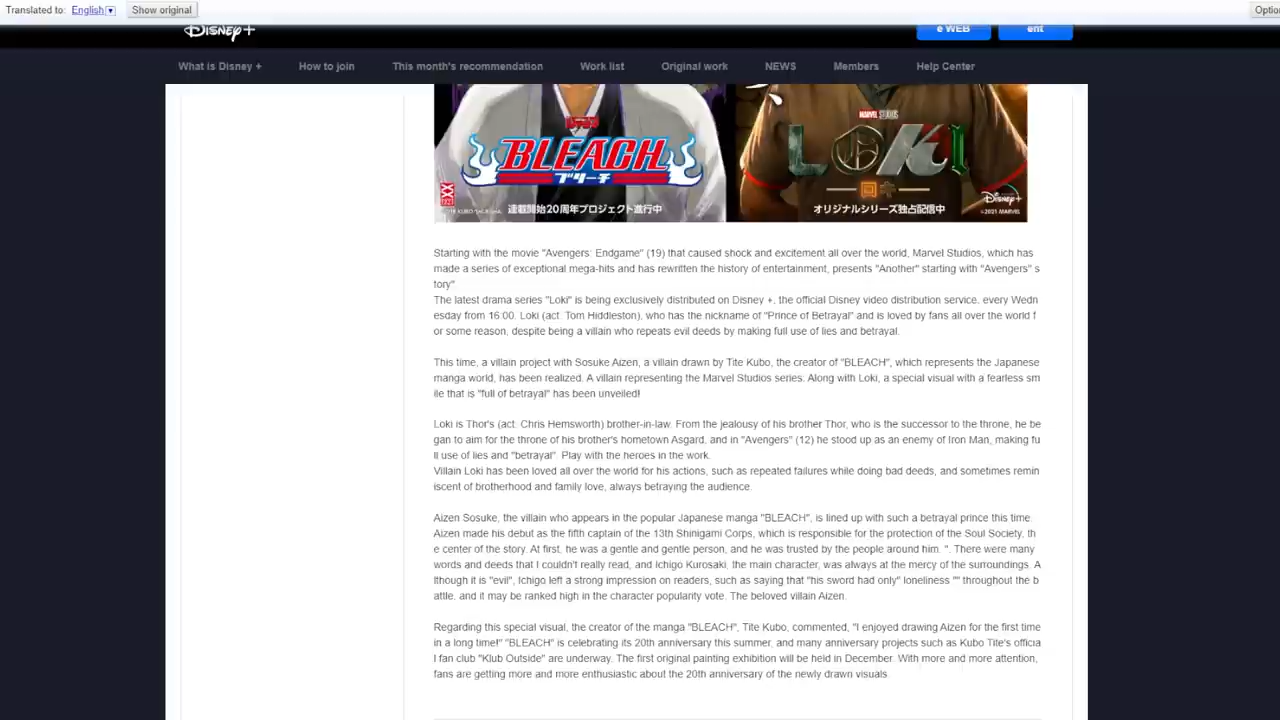 Translated to: English Show original Optio
Disney+ e WEB ent
What is Disney + How to join This month's recommendation Work list Original work NEWS Members Help Center
BLEACH
ブリーチ
連載開始20周年プロジェクト進行中
MARVEL STUDIOS
LOKI
ロキ
オリジナルシリーズ独占配信中
Disney+
©2021 MARVEL
Starting with the movie "Avengers: Endgame" (19) that caused shock and excitement all over the world, Marvel Studios, which has
made a series of exceptional mega-hits and has rewritten the history of entertainment, presents "Another" starting with "Avengers" s
tory"
The latest drama series "Loki" is being exclusively distributed on Disney +, the official Disney video distribution service, every Wedn
esday from 16:00. Loki (act: Tom Hiddleston), who has the nickname of "Prince of Betrayal" and is loved by fans all over the world f
or some reason, despite being a villain who repeats evil deeds by making full use of lies and betrayal.
This time, a villain project with Sosuke Aizen, a villain drawn by Tite Kubo, the creator of "BLEACH", which represents the Japanese
manga world, has been realized. A villain representing the Marvel Studios series. Along with Loki, a special visual with a fearless sm
ile that is "full of betrayal" has been unveiled!
Loki is Thor's (act: Chris Hemsworth) brother-in-law. From the jealousy of his brother Thor, who is the successor to the throne, he be
gan to aim for the throne of his brother's hometown Asgard, and in "Avengers" (12) he stood up as an enemy of Iron Man, making fu
ll use of lies and "betrayal". Play with the heroes in the work.
Villain Loki has been loved all over the world for his actions, such as repeated failures while doing bad deeds, and sometimes remin
iscent of brotherhood and family love, always betraying the audience.
Aizen Sosuke, the villain who appears in the popular Japanese manga "BLEACH", is lined up with such a betrayal prince this time.
Aizen made his debut as the fifth captain of the 13th Shinigami Corps, which is responsible for the protection of the Soul Society, th
e center of the story. At first, he was a gentle and gentle person, and he was trusted by the people around him. ". There were many
words and deeds that I couldn't really read, and Ichigo Kurosaki, the main character, was always at the mercy of the surroundings. A
lthough it is "evil", Ichigo left a strong impression on readers, such as saying that "his sword had only" loneliness "" throughout the b
attle, and it may be ranked high in the character popularity vote. The beloved villain Aizen.
Regarding this special visual, the creator of the manga "BLEACH", Tite Kubo, commented, "I enjoyed drawing Aizen for the first time
in a long time!" "BLEACH" is celebrating its 20th anniversary this summer, and many anniversary projects such as Kubo Tite's officia
l fan club "Klub Outside" are underway. The first original painting exhibition will be held in December. With more and more attention,
fans are getting more and more enthusiastic about the 20th anniversary of the newly drawn visuals.